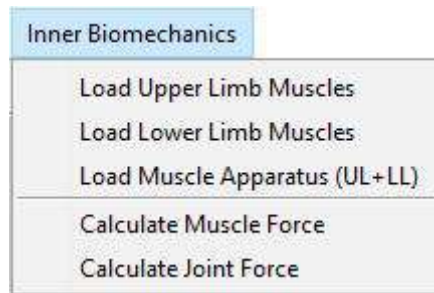 Inner Biomechanics
Load Upper Limb Muscles
Load Lower Limb Muscles
Load Muscle Apparatus (UL+LL)
Calculate Muscle Force
Calculate Joint Force